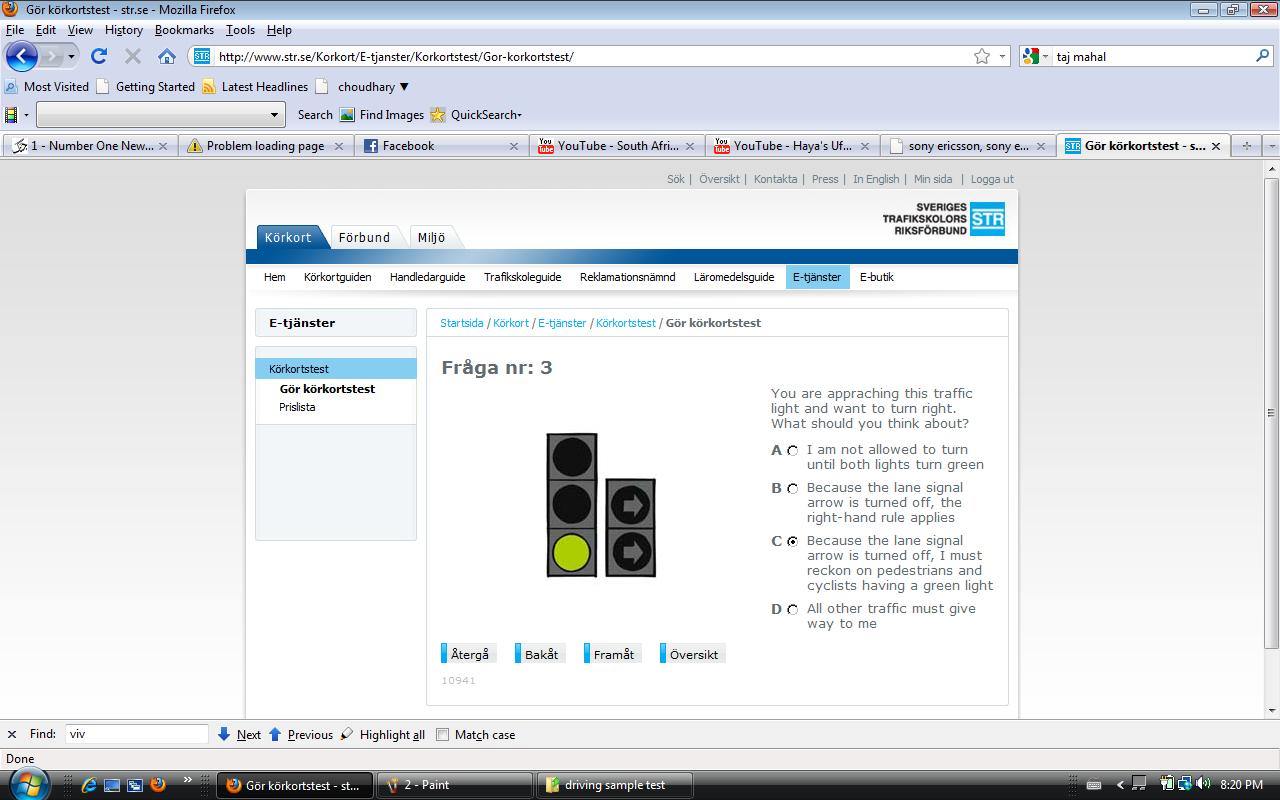 Gör körkortstest - str.se - Mozilla Firefox
File Edit View History Bookmarks Tools Help
STR http://www.str.se/Korkort/E-tjanster/Korkortstest/Gor-korkortstest/ taj mahal
Most Visited Getting Started Latest Headlines choudhary ▼
Search Find Images QuickSearch
1 - Number One New... Problem loading page Facebook YouTube - South Afri... YouTube - Haya's Uf... sony ericsson, sony e... Gör körkortstest - s...
Sök | Översikt | Kontakta | Press | In English | Min sida | Logga ut
SVERIGES
TRAFIKSKOLORS STR
RIKSFÖRBUND
Körkort Förbund Miljö
Hem Körkortguiden Handledarguide Trafikskoleguide Reklamationsnämnd Läromedelsguide E-tjänster E-butik
E-tjänster
Körkortstest
Gör körkortstest
Prislista
Startsida / Körkort / E-tjänster / Körkortstest / Gör körkortstest
Fråga nr: 3
You are appraching this traffic
light and want to turn right.
What should you think about?
A I am not allowed to turn
until both lights turn green
B Because the lane signal
arrow is turned off, the
right-hand rule applies
C Because the lane signal
arrow is turned off, I must
reckon on pedestrians and
cyclists having a green light
D All other traffic must give
way to me
Återgå Bakåt Framåt Översikt
10941
Find: viv Next Previous Highlight all Match case
Done
Gör körkortstest - st... 2 - Paint driving sample test 8:20 PM